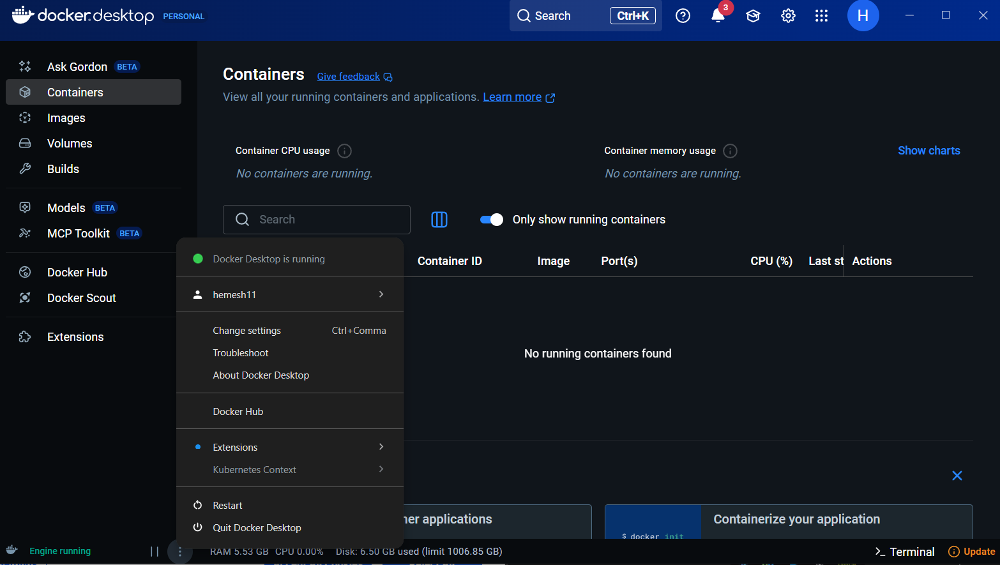 docker.desktop PERSONAL
Search Ctrl+K
3
H
Ask Gordon BETA
Containers
Images
Volumes
Builds
Models BETA
MCP Toolkit BETA
Docker Hub
Docker Scout
Extensions
Containers Give feedback
View all your running containers and applications. Learn more
Container CPU usage
No containers are running.
Container memory usage
No containers are running.
Show charts
Search
Only show running containers
Container ID Image Port(s) CPU (%) Last st Actions
No running containers found
Docker Desktop is running
hemesh11
Change settings Ctrl+Comma
Troubleshoot
About Docker Desktop
Docker Hub
Extensions
Kubernetes Context
Restart
Quit Docker Desktop
ner applications
$ docker init
Containerize your application
Engine running
RAM 5.53 GB CPU 0.00% Disk: 6.50 GB used (limit 1006.85 GB)
Terminal
Update